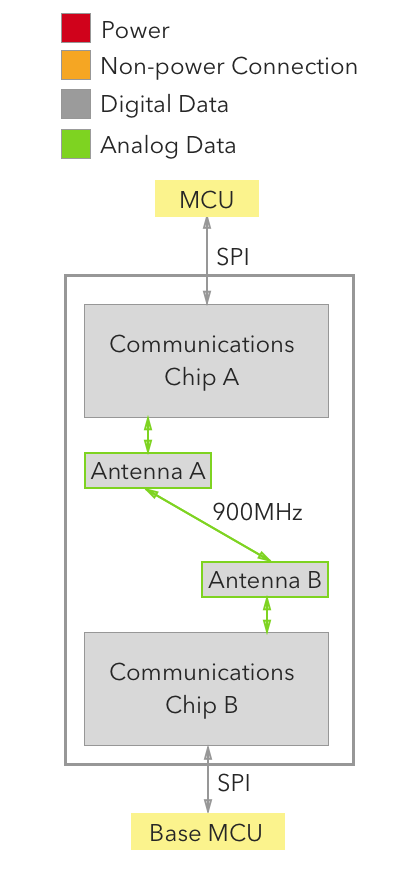 Power
Non-power Connection
Digital Data
Analog Data
MCU
SPI
Communications
Chip A
Antenna A
900MHz
Antenna B
Communications
Chip B
SPI
Base MCU